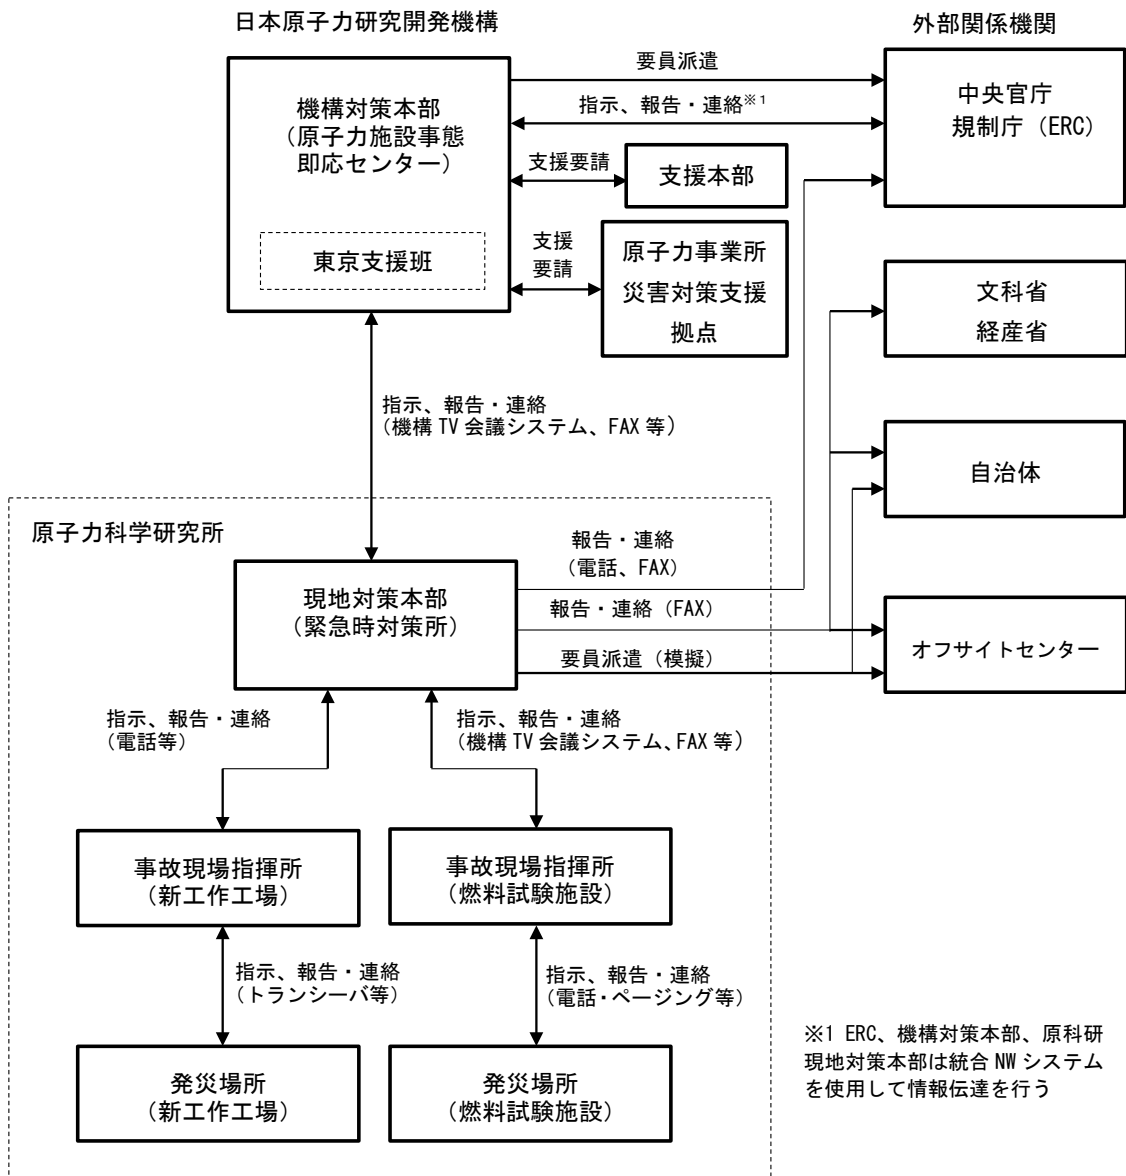 日本原子力研究開発機構
外部関係機関
機構対策本部
(原子力施設事態
即応センター)
東京支援班
要員派遣
指示、報告・連絡※1
支援要請
支援本部
支援
要請
原子力事業所
災害対策支援
拠点
中央官庁
規制庁(ERC)
文科省
経産省
自治体
オフサイトセンター
指示、報告・連絡
(機構 TV 会議システム、FAX 等)
原子力科学研究所
現地対策本部
(緊急時対策所)
報告・連絡
(電話、FAX)
報告・連絡(FAX)
要員派遣(模擬)
指示、報告・連絡
(電話等)
指示、報告・連絡
(機構 TV 会議システム、FAX 等)
事故現場指揮所
(新工作工場)
事故現場指揮所
(燃料試験施設)
指示、報告・連絡
(トランシーバ等)
指示、報告・連絡
(電話・ページング等)
発災場所
(新工作工場)
発災場所
(燃料試験施設)
※1 ERC、機構対策本部、原科研
現地対策本部は統合 NW システム
を使用して情報伝達を行う